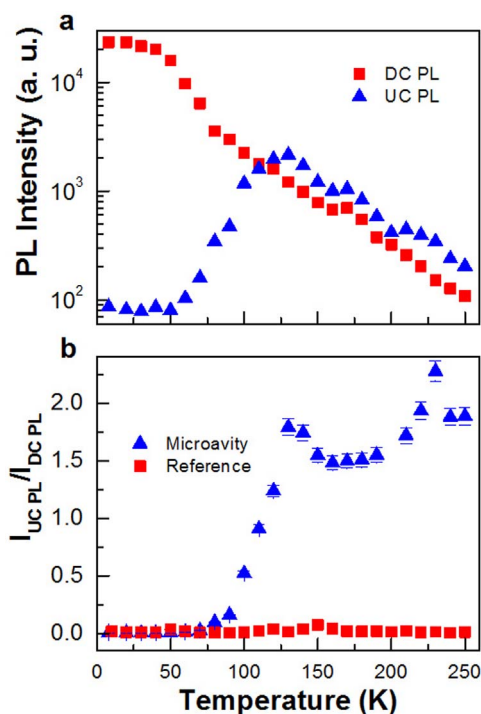 a
PL Intensity (a. u.)
10^4
10^3
10^2
DC PL
UC PL
b
I_UC PL/I_DC PL
2.0
1.5
1.0
0.5
0.0
Microavity
Reference
0 50 100 150 200 250
Temperature (K)